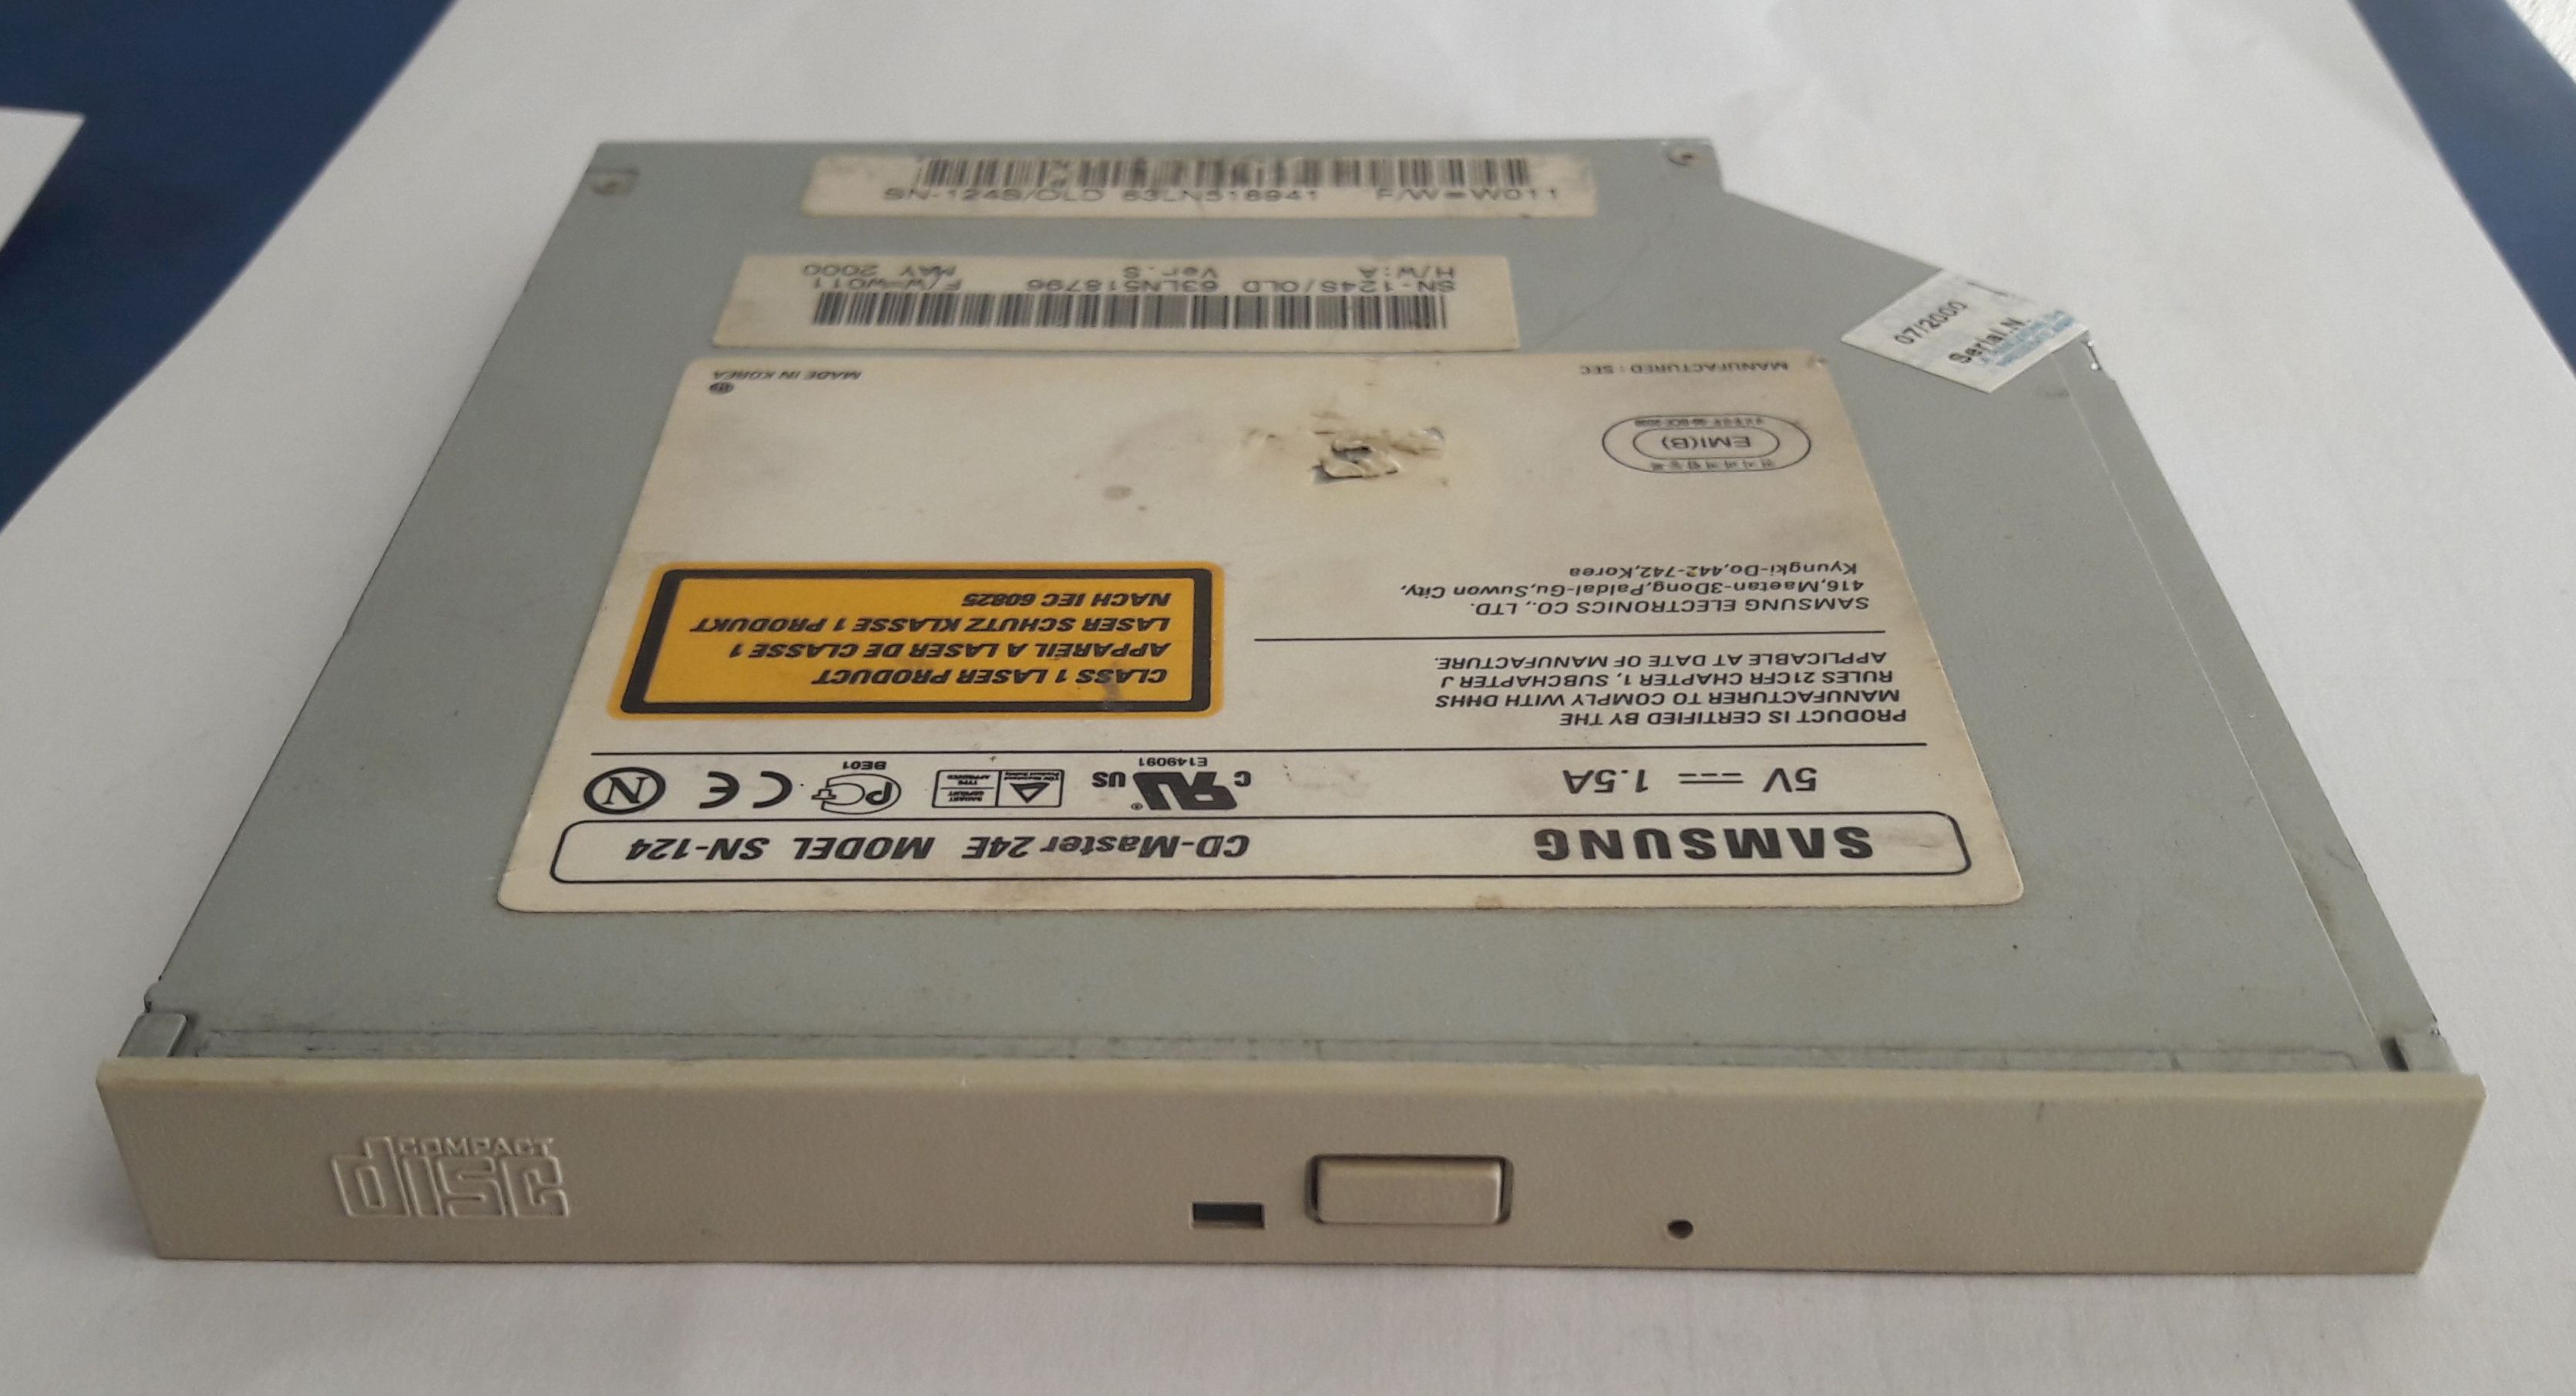 SN-124S/OLD 63LN518941 F/W=W011
SN-124S/OLD 63LN518796 F/W=W011
H/W:A Ver.S MAY 2000
07/2000
Serial.N.
SAMSUNG CD-Master 24E MODEL SN-124
5V 1.5A
c RU US
E149091
BE01
CE
N
PRODUCT IS CERTIFIED BY THE
MANUFACTURER TO COMPLY WITH DHHS
RULES 21CFR CHAPTER 1, SUBCHAPTER J
APPLICABLE AT DATE OF MANUFACTURE.
SAMSUNG ELECTRONICS CO., LTD.
416,Maetan-3Dong,Paldal-Gu,Suwon City,
Kyungki-Do,442-742,Korea
CLASS 1 LASER PRODUCT
APPAREIL A LASER DE CLASSE 1
LASER SCHUTZ KLASSE 1 PRODUKT
NACH IEC 60825
EMI(B)
MANUFACTURED : SEC
MADE IN KOREA
COMPACT
disc